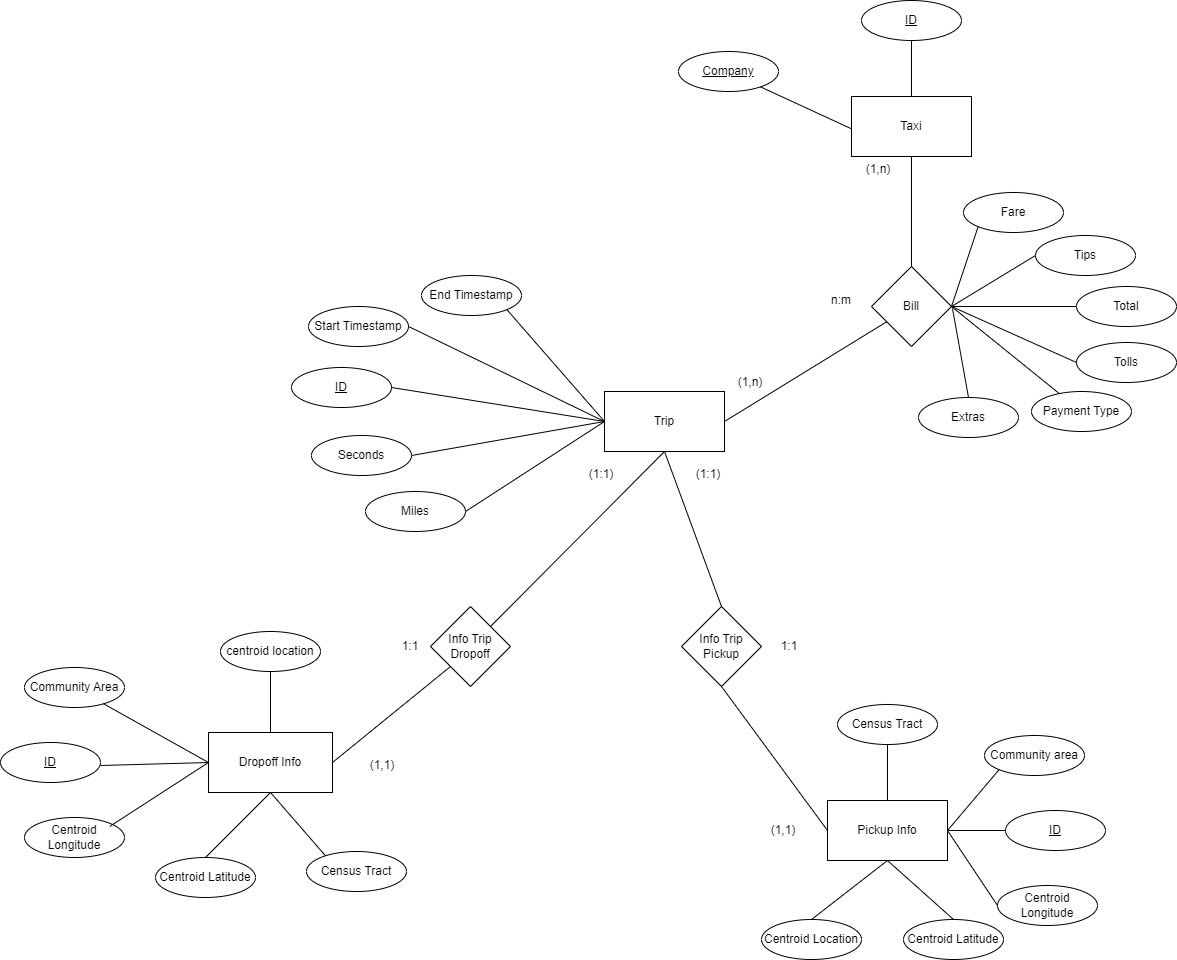 ID
Company
Taxi
(1,n)
Fare
Tips
Total
Tolls
Payment Type
Extras
n:m
Bill
(1,n)
End Timestamp
Start Timestamp
ID
Seconds
Miles
Trip
(1:1)
(1:1)
Info Trip
Dropoff
1:1
Info Trip
Pickup
1:1
centroid location
Community Area
ID
Dropoff Info
(1,1)
Centroid
Longitude
Centroid Latitude
Census Tract
Census Tract
Community area
(1,1)
Pickup Info
ID
Centroid
Longitude
Centroid Location
Centroid Latitude